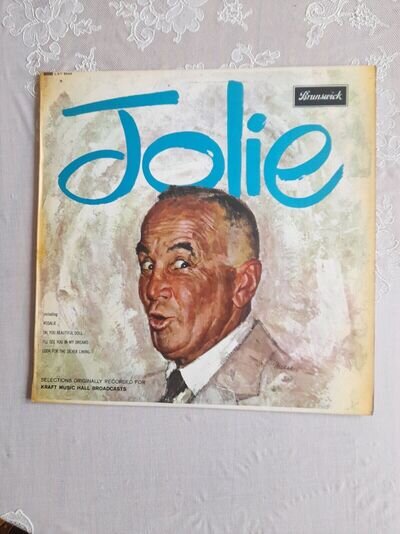 Jolie
Brunswick
including
ROSALIE
OH, YOU BEAUTIFUL DOLL
I'LL SEE YOU IN MY DREAMS
LOOK FOR THE SILVER LINING
SELECTIONS ORIGINALLY RECORDED FOR
KRAFT MUSIC HALL BROADCASTS